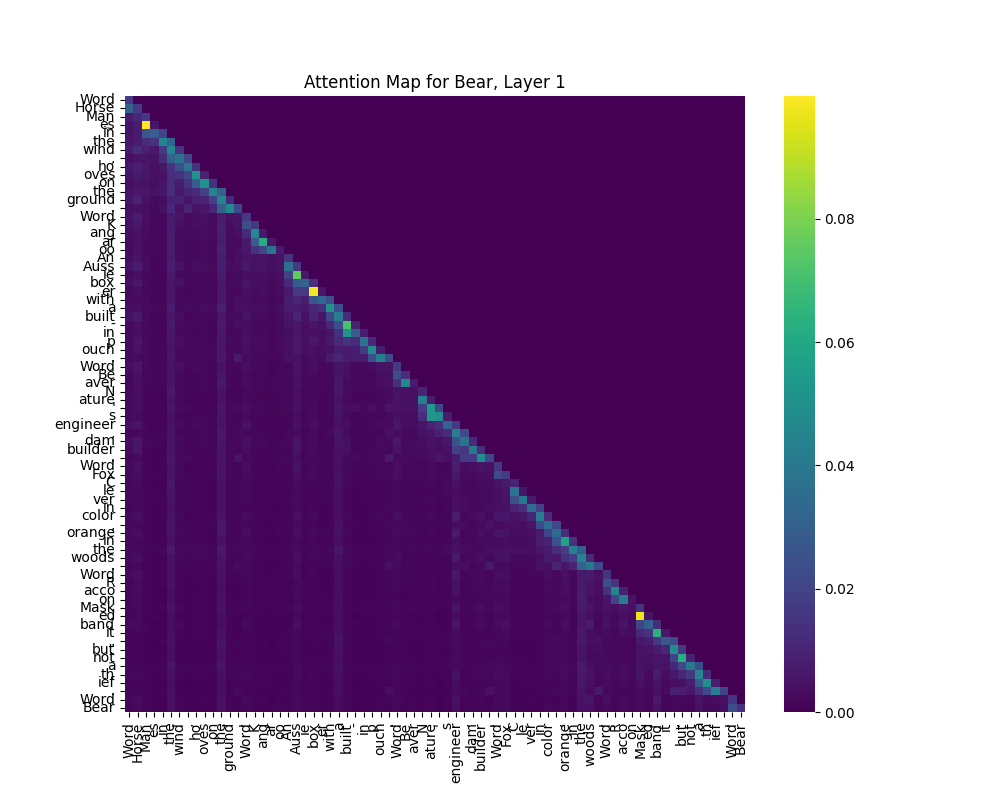 Attention Map for Bear, Layer 1
Word
Horse
Man
es
in
the
wind
ho
oves
on
the
ground
Word
K
ang
ar
oo
An
Auss
ie
box
er
with
a
built
-
in
p
ouch
Word
Be
aver
N
ature
'
s
engineer
dam
builder
Word
Fox
C
le
ver
in
color
orange
in
the
woods
Word
R
acco
on
Mask
ed
band
it
but
not
a
th
ief
Word
Bear
0.08
0.06
0.04
0.02
0.00
Word Horse Man es in the wind ho oves on the ground Word K ang ar oo An Auss ie box er with a built - in p ouch Word Be aver N ature ' s engineer dam builder Word Fox C le ver in color orange in the woods Word R acco on Mask ed band it but not a th ief Word Bear